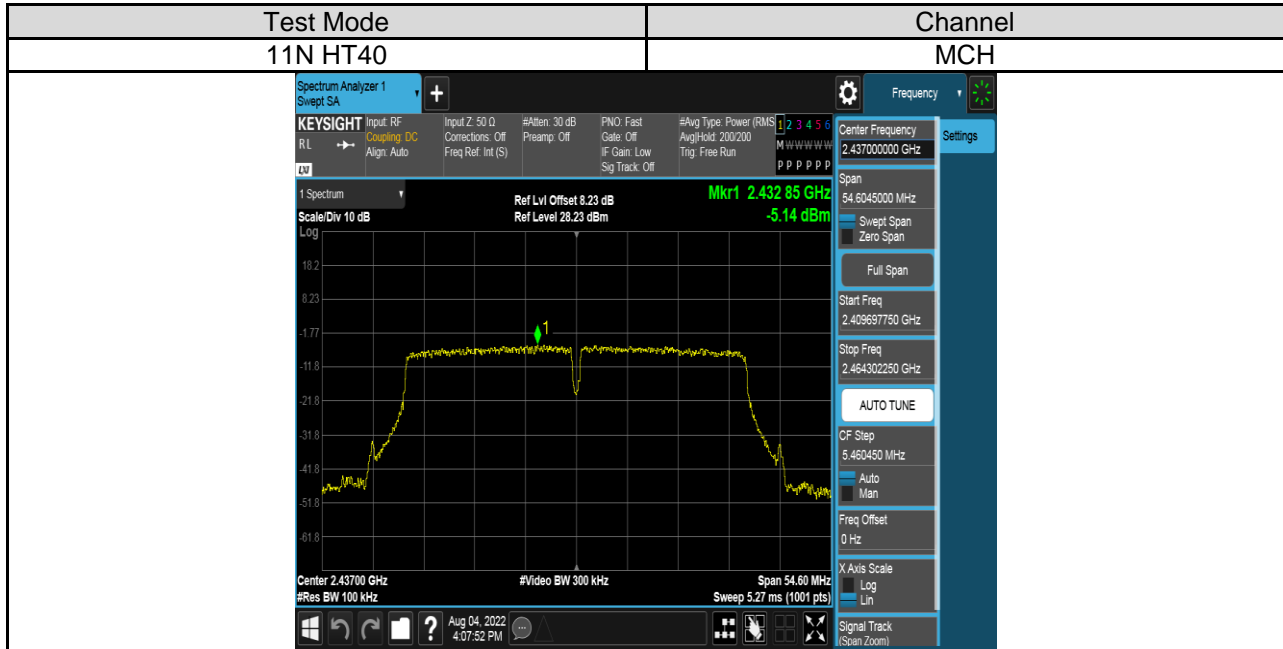 Test Mode Channel
11N HT40 MCH
Spectrum Analyzer 1
Swept SA
+
Frequency
KEYSIGHT Input: RF Input Z: 50 Ω #Atten: 30 dB PNO: Fast #Avg Type: Power (RMS 1 2 3 4 5 6
RL Coupling: DC Corrections: Off Preamp: Off Gate: Off Avg|Hold: 200/200 M W W W W W
Align: Auto Freq Ref: Int (S) IF Gain: Low Trig: Free Run
LXI Sig Track: Off P P P P P P
1 Spectrum
Scale/Div 10 dB
Ref Lvl Offset 8.23 dB
Ref Level 28.23 dBm
Mkr1 2.432 85 GHz
-5.14 dBm
Log
18.2
8.23
-1.77
-11.8
-21.8
-31.8
-41.8
-51.8
-61.8
1
Center 2.43700 GHz #Video BW 300 kHz Span 54.60 MHz
#Res BW 100 kHz Sweep 5.27 ms (1001 pts)
?
Aug 04, 2022
4:07:52 PM
Center Frequency
2.437000000 GHz
Settings
Span
54.6045000 MHz
Swept Span
Zero Span
Full Span
Start Freq
2.409697750 GHz
Stop Freq
2.464302250 GHz
AUTO TUNE
CF Step
5.460450 MHz
Auto
Man
Freq Offset
0 Hz
X Axis Scale
Log
Lin
Signal Track
(Span Zoom)